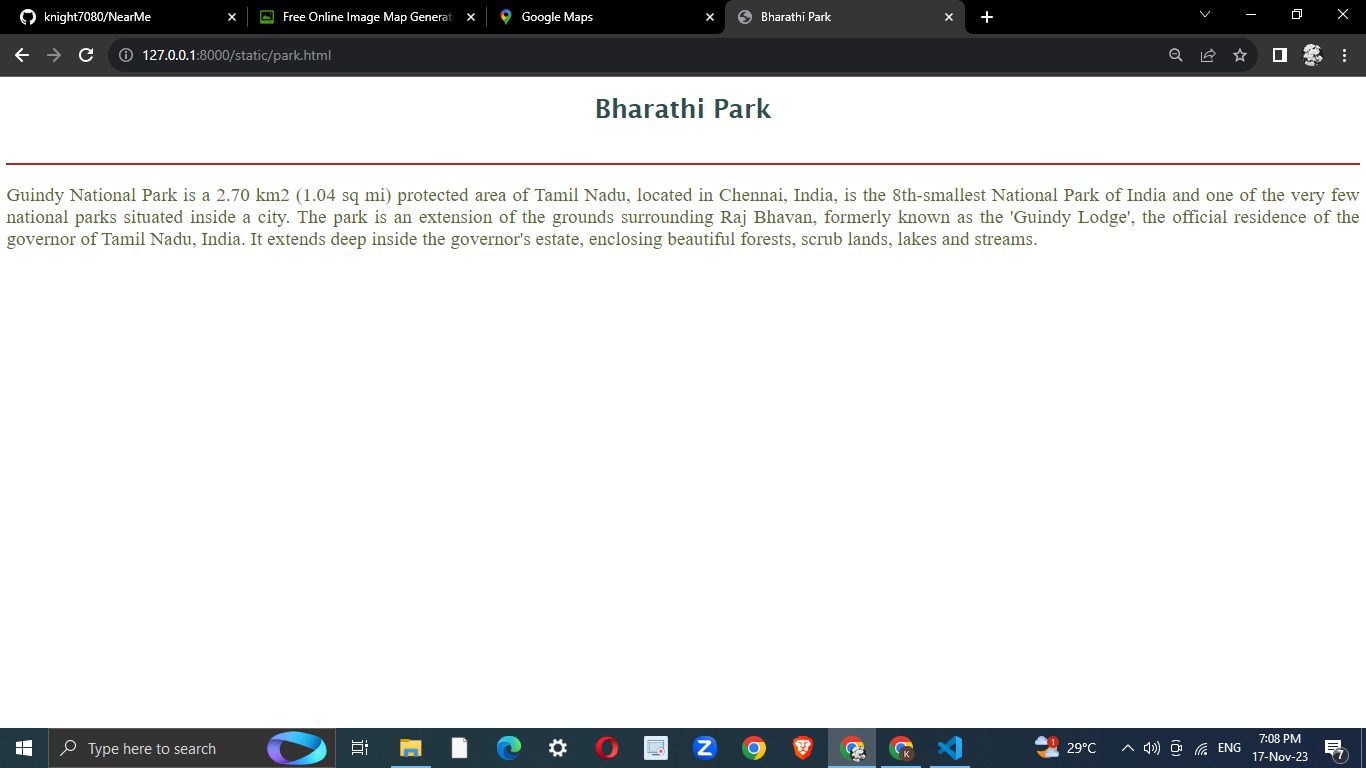 knight7080/NearMe
Free Online Image Map Generat
Google Maps
Bharathi Park
127.0.0.1:8000/static/park.html
Bharathi Park
Guindy National Park is a 2.70 km2 (1.04 sq mi) protected area of Tamil Nadu, located in Chennai, India, is the 8th-smallest National Park of India and one of the very few
national parks situated inside a city. The park is an extension of the grounds surrounding Raj Bhavan, formerly known as the 'Guindy Lodge', the official residence of the
governor of Tamil Nadu, India. It extends deep inside the governor's estate, enclosing beautiful forests, scrub lands, lakes and streams.
Type here to search
Z
K
1
29°C
ENG
7:08 PM
17-Nov-23
7